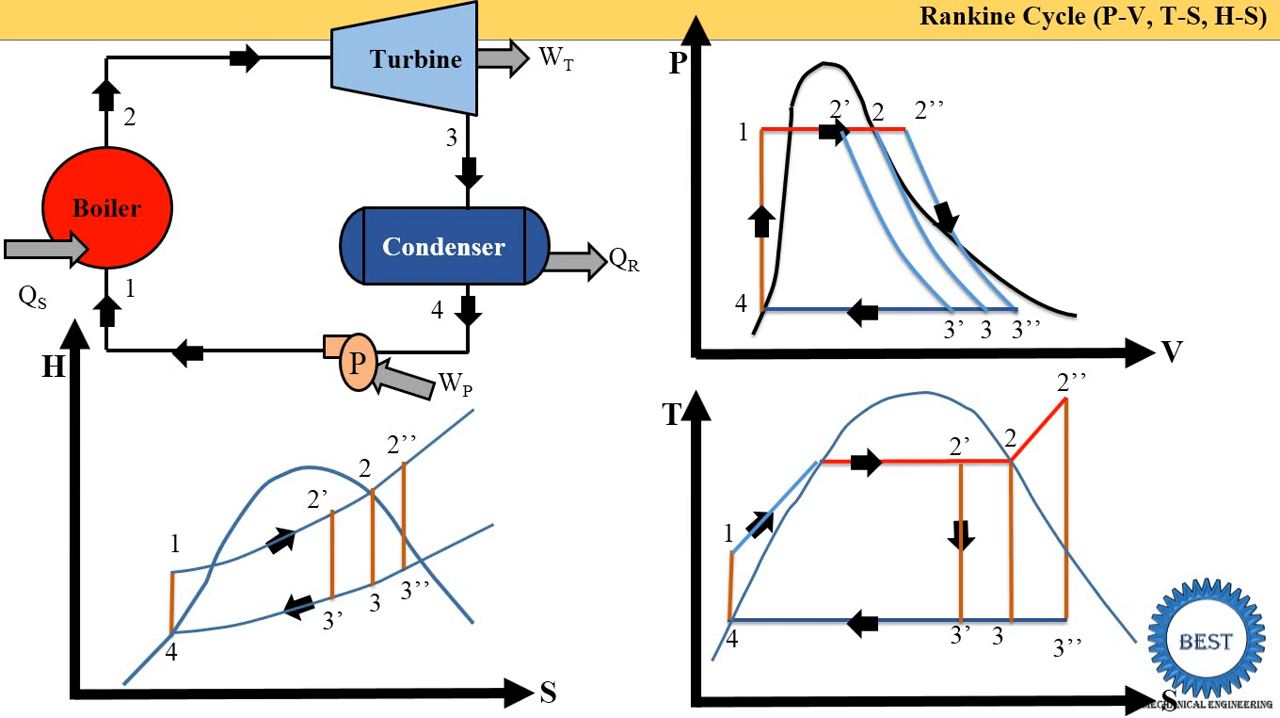 Rankine Cycle (P-V, T-S, H-S)
Turbine
W_T
2
3
Boiler
Condenser
Q_R
Q_S
1
4
P
W_P
P
2’
2
2’’
1
4
3’
3
3’’
V
H
2’’
2
2’
1
3’’
3
3’
4
S
T
2’’
2
2’
1
4
3’
3
3’’
S
BEST
MECHANICAL ENGINEERING